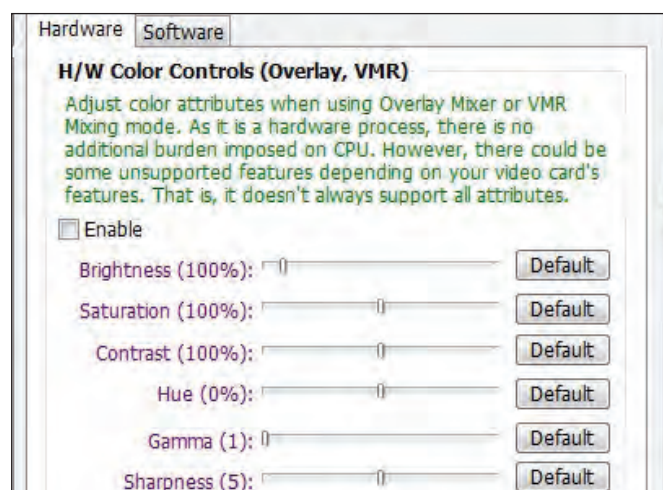 Hardware Software
H/W Color Controls (Overlay, VMR)
Adjust color attributes when using Overlay Mixer or VMR
Mixing mode. As it is a hardware process, there is no
additional burden imposed on CPU. However, there could be
some unsupported features depending on your video card's
features. That is, it doesn't always support all attributes.
Enable
Brightness (100%): Default
Saturation (100%): Default
Contrast (100%): Default
Hue (0%): Default
Gamma (1): Default
Sharpness (5): Default